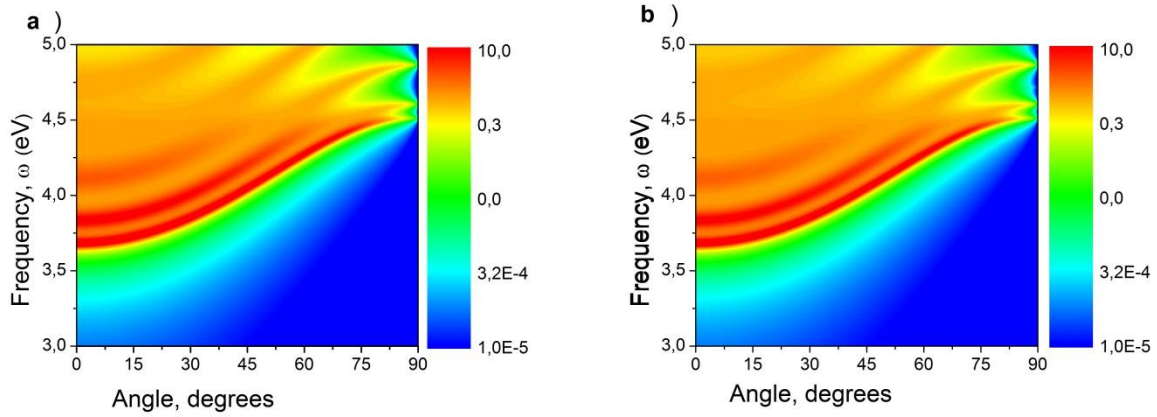 a )
Frequency, ω (eV)
5,0
4,5
4,0
3,5
3,0
0 15 30 45 60 75 90
Angle, degrees
10,0
0,3
0,0
3,2E-4
1,0E-5
b )
Frequency, ω (eV)
5,0
4,5
4,0
3,5
3,0
0 15 30 45 60 75 90
Angle, degrees
10,0
0,3
0,0
3,2E-4
1,0E-5